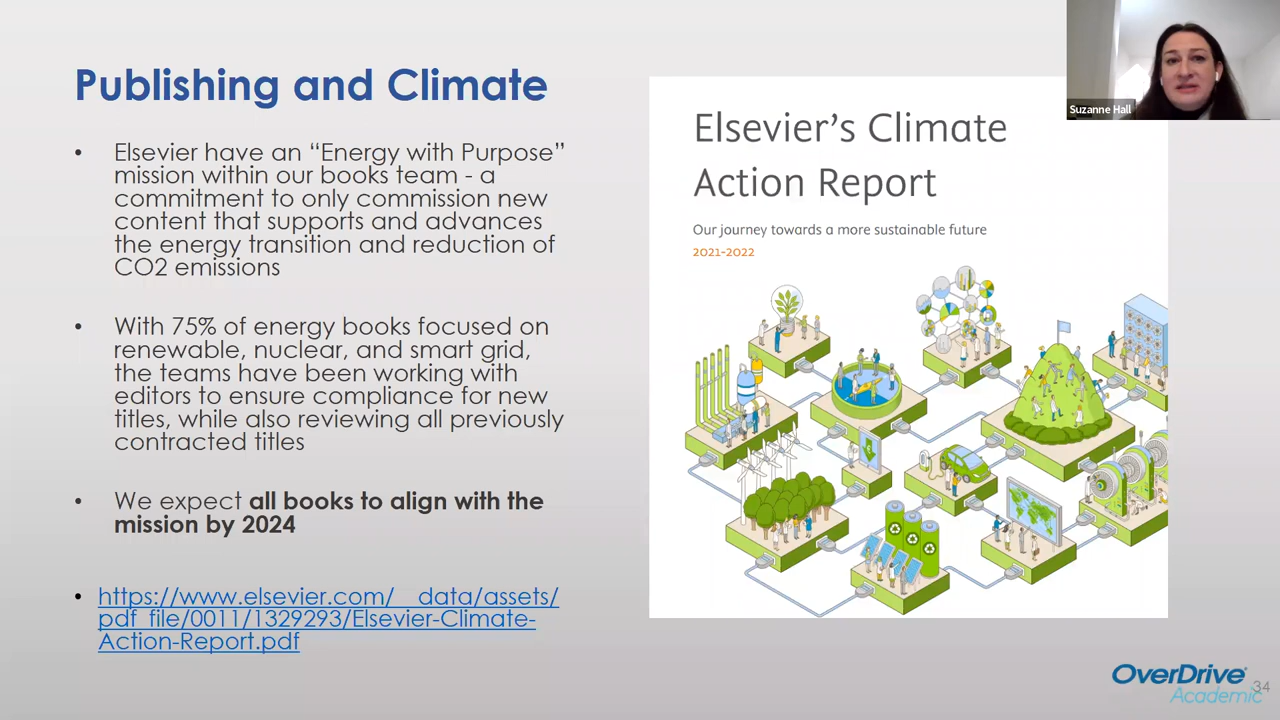 Publishing and Climate
• Elsevier have an “Energy with Purpose”
mission within our books team - a
commitment to only commission new
content that supports and advances
the energy transition and reduction of
CO2 emissions
• With 75% of energy books focused on
renewable, nuclear, and smart grid,
the teams have been working with
editors to ensure compliance for new
titles, while also reviewing all previously
contracted titles
• We expect all books to align with the
mission by 2024
• https://www.elsevier.com/__data/assets/
pdf_file/0011/1329293/Elsevier-Climate-
Action-Report.pdf
Elsevier’s Climate
Action Report
Our journey towards a more sustainable future
2021-2022
Suzanne Hall
OverDrive
Academic
34